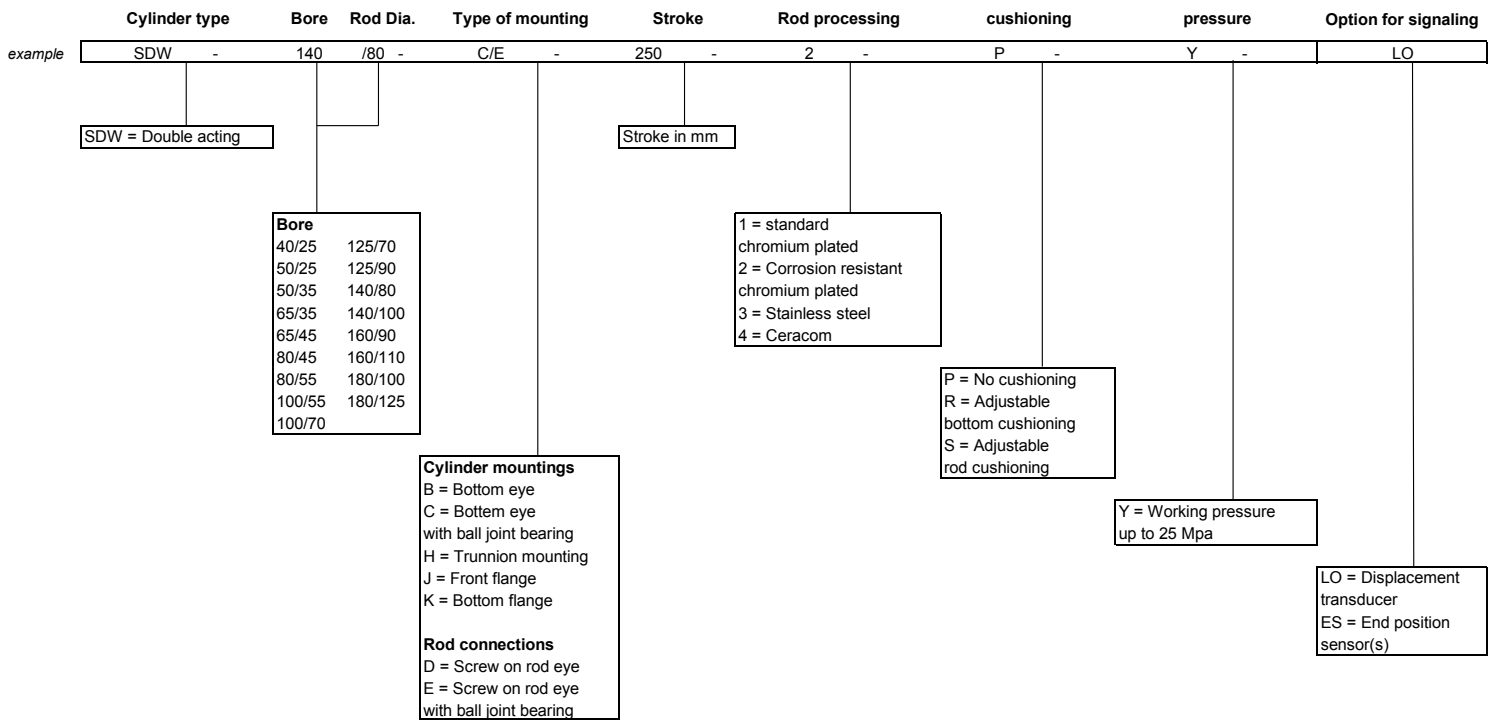 Cylinder type Bore Rod Dia. Type of mounting Stroke Rod processing cushioning pressure Option for signaling
example SDW - 140 /80 - C/E - 250 - 2 - P - Y - LO
SDW = Double acting
Stroke in mm
Bore
40/25 125/70
50/25 125/90
50/35 140/80
65/35 140/100
65/45 160/90
80/45 160/110
80/55 180/100
100/55 180/125
100/70
1 = standard
chromium plated
2 = Corrosion resistant
chromium plated
3 = Stainless steel
4 = Ceracom
P = No cushioning
R = Adjustable
bottom cushioning
S = Adjustable
rod cushioning
Cylinder mountings
B = Bottom eye
C = Bottem eye
with ball joint bearing
H = Trunnion mounting
J = Front flange
K = Bottom flange
Rod connections
D = Screw on rod eye
E = Screw on rod eye
with ball joint bearing
Y = Working pressure
up to 25 Mpa
LO = Displacement
transducer
ES = End position
sensor(s)